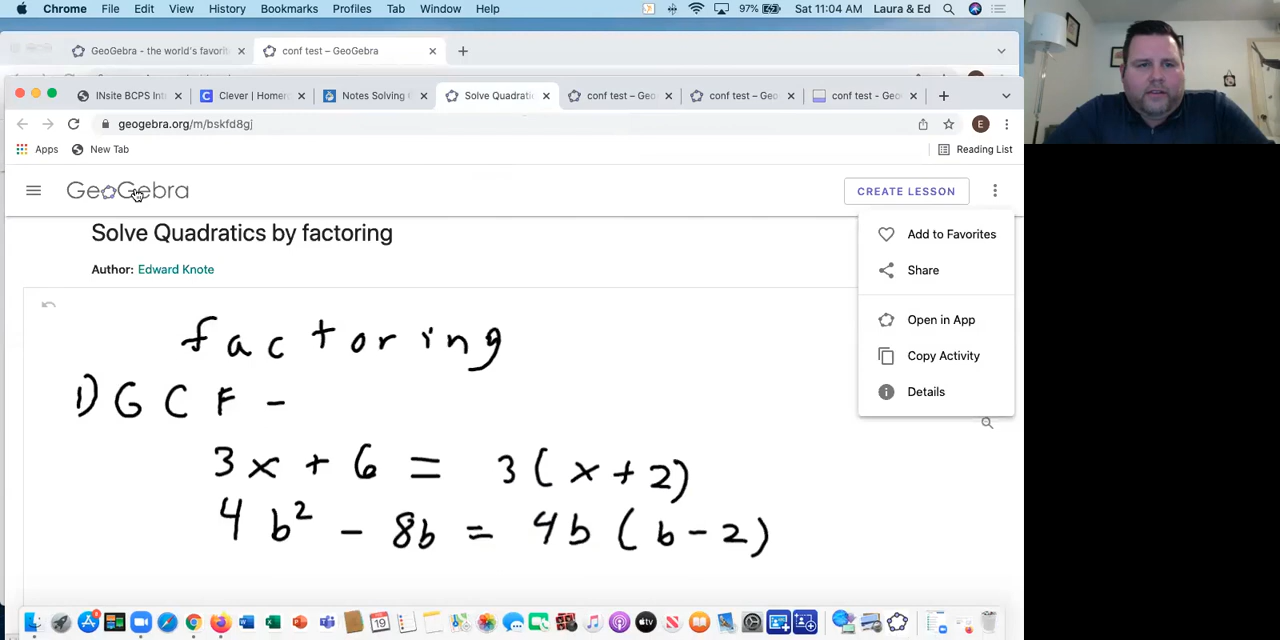 Chrome File Edit View History Bookmarks Profiles Tab Window Help 97% Sat 11:04 AM Laura & Ed
GeoGebra - the world's favorit
conf test – GeoGebra
INsite BCPS Int
Clever | Homer
Notes Solving
Solve Quadrati
conf test – Geo
conf test – Geo
conf test - Geo
geogebra.org/m/bskfd8gj
E
Apps New Tab Reading List
GeoGebra
CREATE LESSON
Add to Favorites
Share
Open in App
Copy Activity
Details
Solve Quadratics by factoring
Author: Edward Knote
factoring
1) GCF -
3x + 6 = 3(x+2)
4b² - 8b = 4b(b-2)